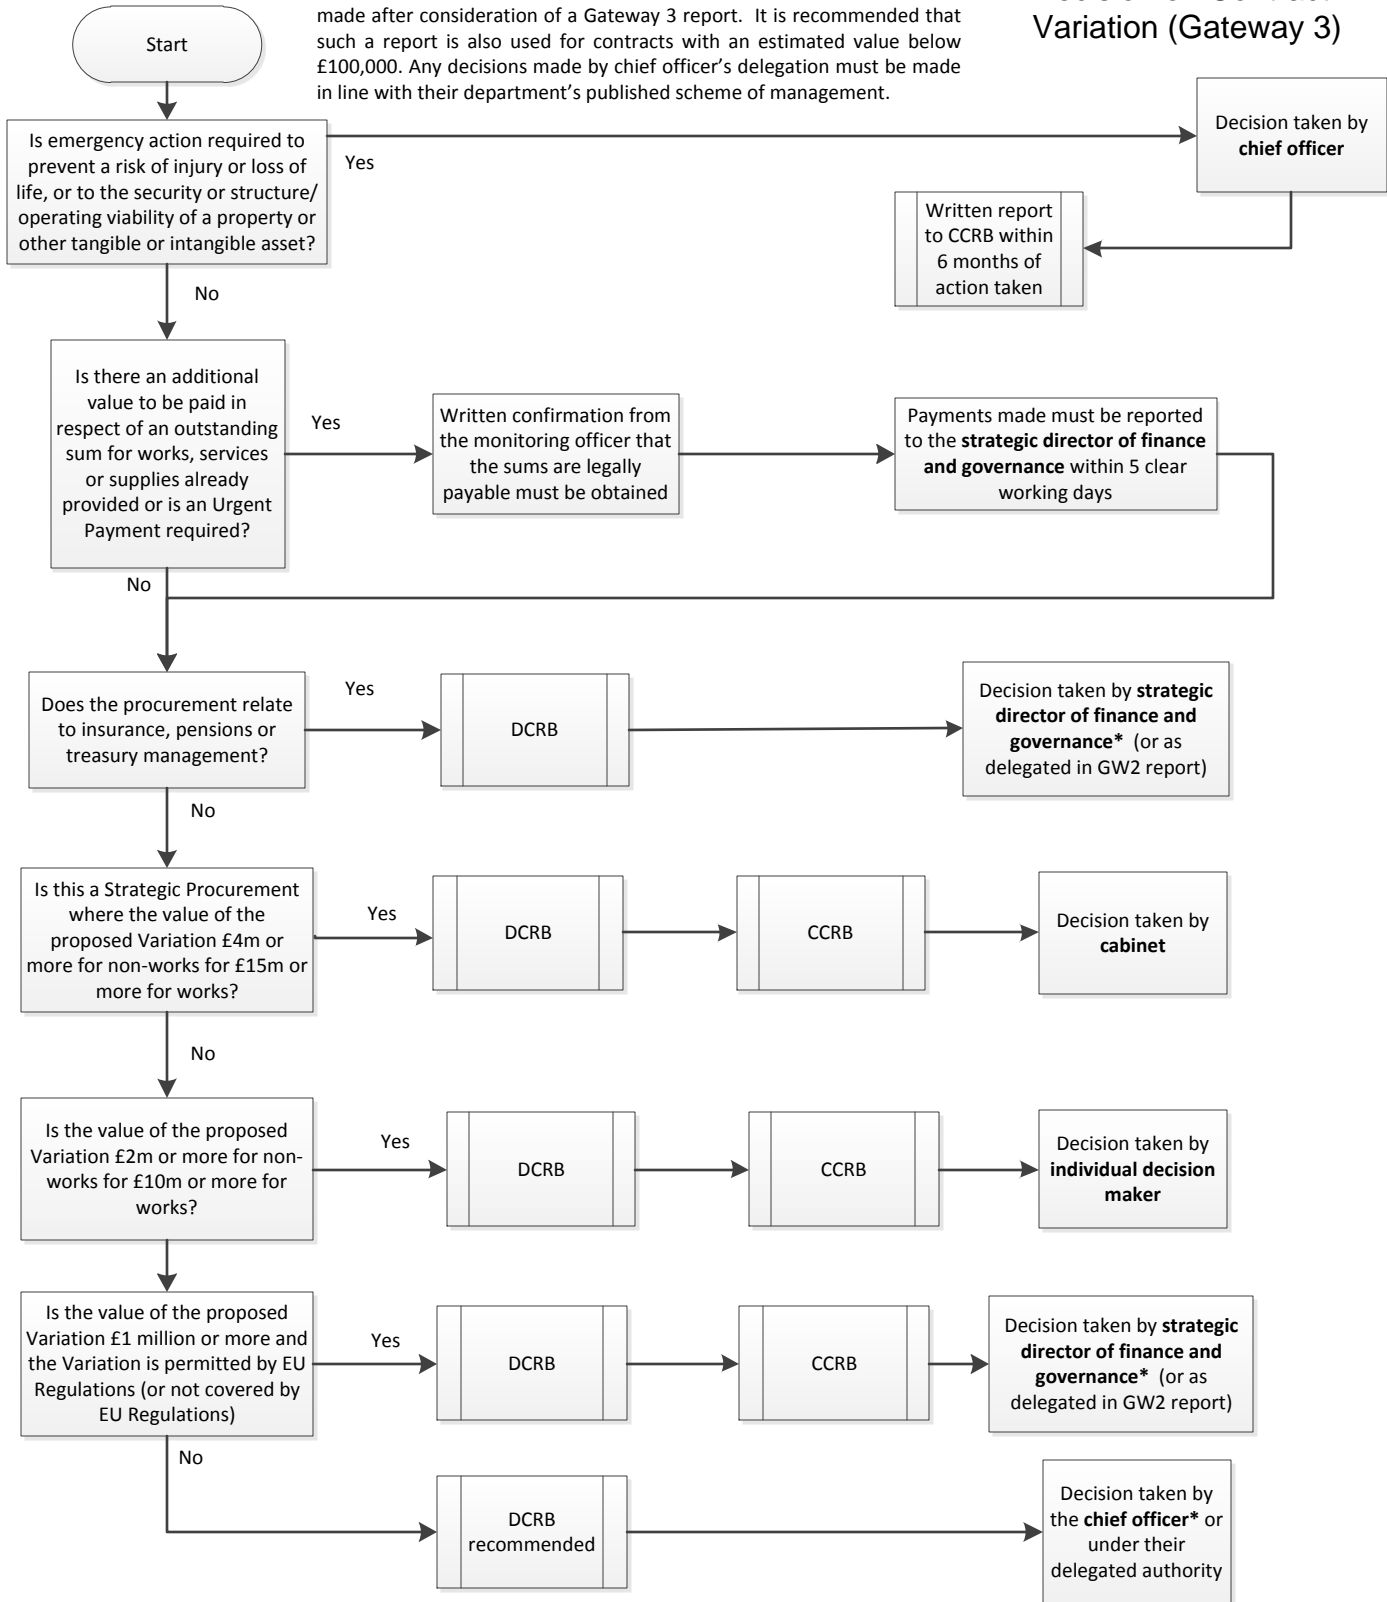 made after consideration of a Gateway 3 report. It is recommended that
such a report is also used for contracts with an estimated value below
£100,000. Any decisions made by chief officer’s delegation must be made
in line with their department’s published scheme of management.
Variation (Gateway 3)
Start
Is emergency action required to
prevent a risk of injury or loss of
life, or to the security or structure/
operating viability of a property or
other tangible or intangible asset?
Yes
Decision taken by
chief officer
Written report
to CCRB within
6 months of
action taken
No
Is there an additional
value to be paid in
respect of an outstanding
sum for works, services
or supplies already
provided or is an Urgent
Payment required?
Yes
Written confirmation from
the monitoring officer that
the sums are legally
payable must be obtained
Payments made must be reported
to the strategic director of finance
and governance within 5 clear
working days
No
Does the procurement relate
to insurance, pensions or
treasury management?
Yes
DCRB
Decision taken by strategic
director of finance and
governance* (or as
delegated in GW2 report)
No
Is this a Strategic Procurement
where the value of the
proposed Variation £4m or
more for non-works for £15m or
more for works?
Yes
DCRB
CCRB
Decision taken by
cabinet
No
Is the value of the proposed
Variation £2m or more for non-
works for £10m or more for
works?
Yes
DCRB
CCRB
Decision taken by
individual decision
maker
Is the value of the proposed
Variation £1 million or more and
the Variation is permitted by EU
Regulations (or not covered by
EU Regulations)
Yes
DCRB
CCRB
Decision taken by strategic
director of finance and
governance* (or as
delegated in GW2 report)
No
DCRB
recommended
Decision taken by
the chief officer* or
under their
delegated authority